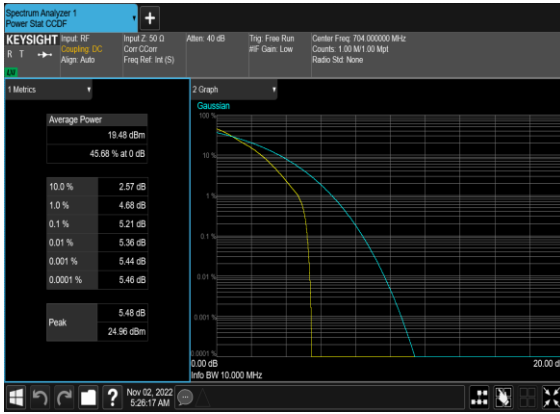 Spectrum Analyzer 1
Power Stat CCDF
KEYSIGHT
R T
Input: RF
Coupling: DC
Align: Auto
Input Z: 50 Ω
Corr CCorr
Freq Ref: Int (S)
Atten: 40 dB
Trig: Free Run
#IF Gain: Low
Center Freq: 704.000000 MHz
Counts: 1.00 M/1.00 Mpt
Radio Std: None
1 Metrics
Average Power
19.48 dBm
45.68 % at 0 dB
10.0 % 2.57 dB
1.0 % 4.68 dB
0.1 % 5.21 dB
0.01 % 5.36 dB
0.001 % 5.44 dB
0.0001 % 5.46 dB
Peak
5.48 dB
24.96 dBm
2 Graph
Gaussian
100 %
10 %
1 %
0.1 %
0.01 %
0.001 %
0.0001 %
0.00 dB
20.00 d
Info BW 10.000 MHz
?
Nov 02, 2022
5:26:17 AM